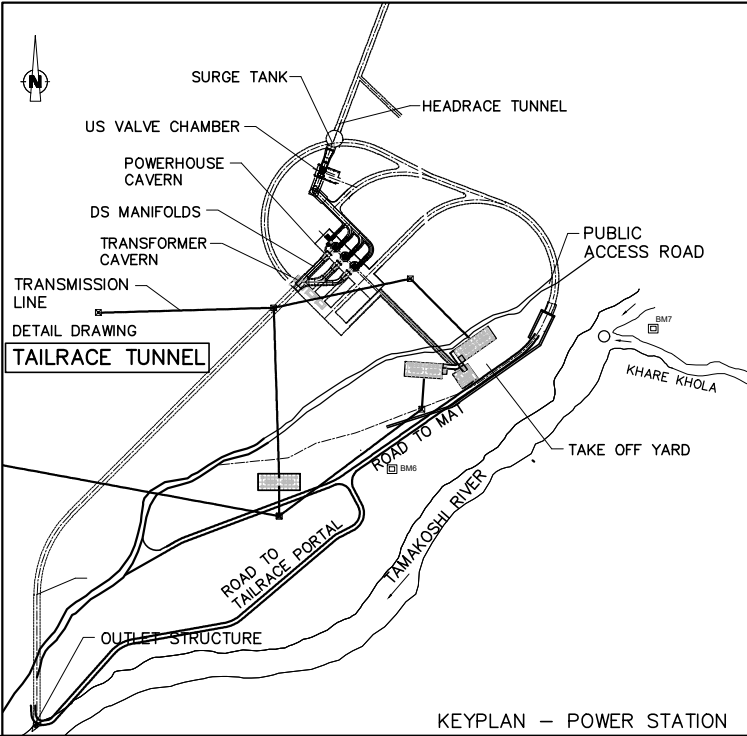 N
SURGE TANK
HEADRACE TUNNEL
US VALVE CHAMBER
POWERHOUSE
CAVERN
DS MANIFOLDS
PUBLIC
ACCESS ROAD
TRANSFORMER
CAVERN
TRANSMISSION
LINE
DETAIL DRAWING
TAILRACE TUNNEL
BM7
KHARE KHOLA
ROAD TO MAT
TAKE OFF YARD
BM6
TAMAKOSHI RIVER
ROAD TO
TAILRACE PORTAL
OUTLET STRUCTURE
KEYPLAN – POWER STATION